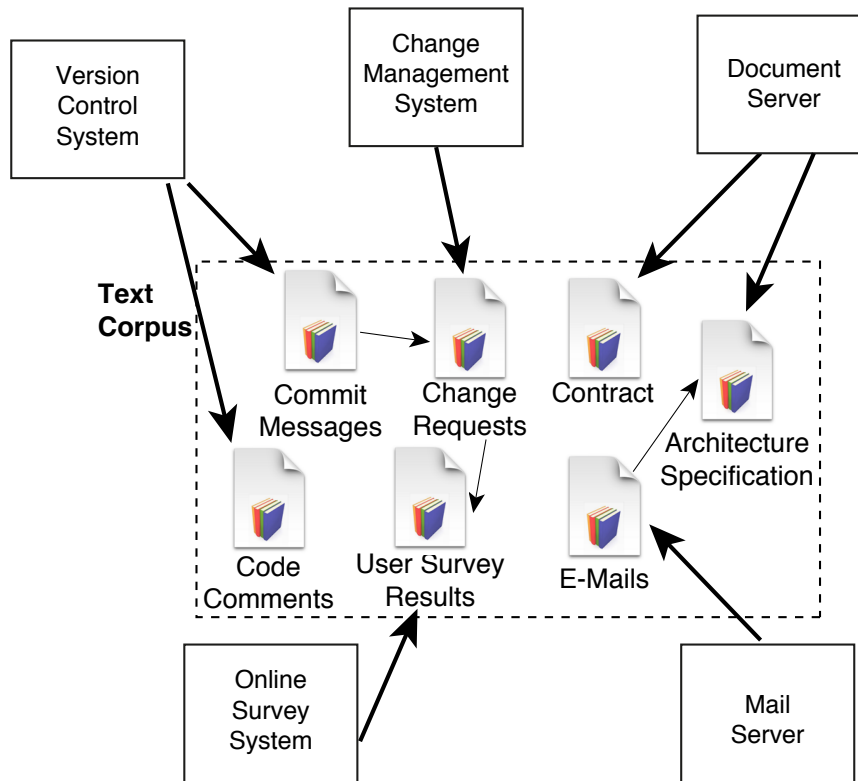 Version
Control
System
Change
Management
System
Document
Server
Text
Corpus
Commit
Messages
Change
Requests
Contract
Architecture
Specification
Code
Comments
User Survey
Results
E-Mails
Online
Survey
System
Mail
Server